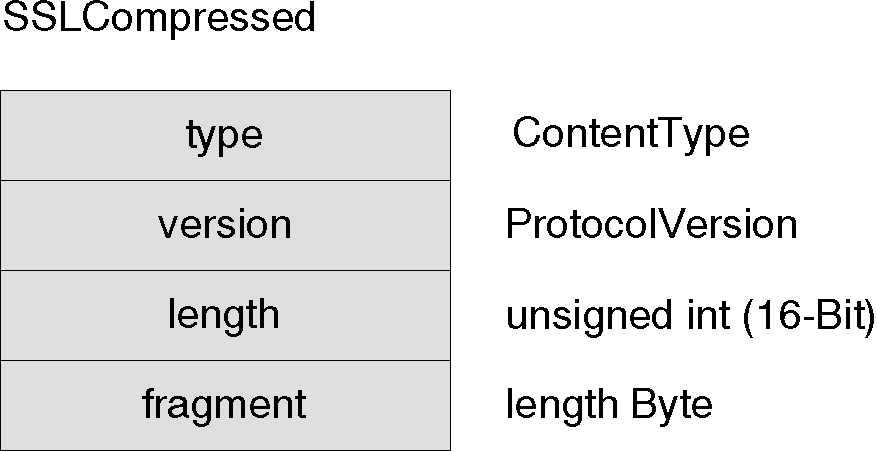 SSLCompressed
type ContentType
version ProtocolVersion
length unsigned int (16-Bit)
fragment length Byte